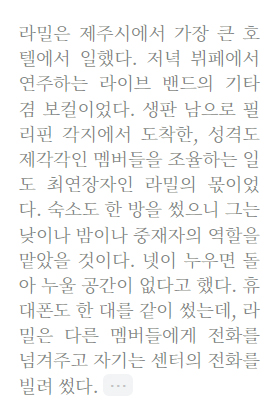 라밀은 제주시에서 가장 큰 호
텔에서 일했다. 저녁 뷔페에서
연주하는 라이브 밴드의 기타
겸 보컬이었다. 생판 남으로 필
리핀 각지에서 도착한, 성격도
제각각인 멤버들을 조율하는 일
도 최연장자인 라밀의 몫이었
다. 숙소도 한 방을 썼으니 그는
낮이나 밤이나 중재자의 역할을
맡았을 것이다. 넷이 누우면 돌
아 누울 공간이 없다고 했다. 휴
대폰도 한 대를 같이 썼는데, 라
밀은 다른 멤버들에게 전화를
넘겨주고 자기는 센터의 전화를
빌려 썼다. ···